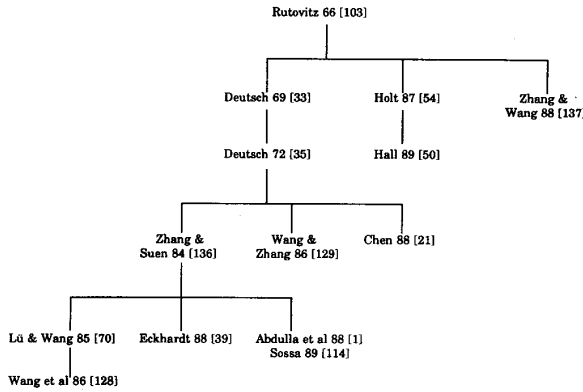 Rutovitz 66 [103]
Deutsch 69 [33]
Holt 87 [54]
Zhang &
Wang 88 [137]
Deutsch 72 [35]
Hall 89 [50]
Zhang &
Suen 84 [136]
Wang &
Zhang 86 [129]
Chen 88 [21]
Lü & Wang 85 [70]
Eckhardt 88 [39]
Abdulla et al 88 [1]
Sossa 89 [114]
Wang et al 86 [128]